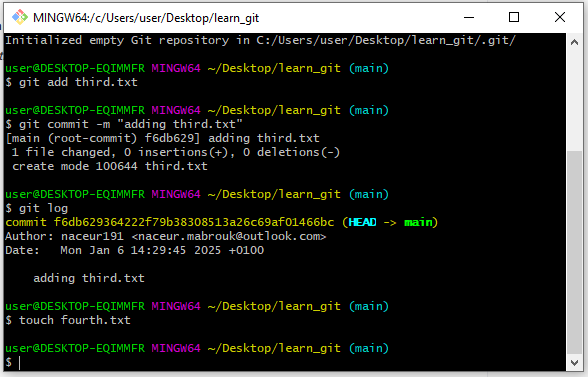 MINGW64:/c/Users/user/Desktop/learn_git
Initialized empty Git repository in C:/Users/user/Desktop/learn_git/.git/
user@DESKTOP-EQIMMFR MINGW64 ~/Desktop/learn_git (main)
$ git add third.txt
user@DESKTOP-EQIMMFR MINGW64 ~/Desktop/learn_git (main)
$ git commit -m "adding third.txt"
[main (root-commit) f6db629] adding third.txt
 1 file changed, 0 insertions(+), 0 deletions(-)
 create mode 100644 third.txt
user@DESKTOP-EQIMMFR MINGW64 ~/Desktop/learn_git (main)
$ git log
commit f6db629364222f79b38308513a26c69af01466bc (HEAD -> main)
Author: naceur191 <naceur.mabrouk@outlook.com>
Date:   Mon Jan 6 14:29:45 2025 +0100
    adding third.txt
user@DESKTOP-EQIMMFR MINGW64 ~/Desktop/learn_git (main)
$ touch fourth.txt
user@DESKTOP-EQIMMFR MINGW64 ~/Desktop/learn_git (main)
$